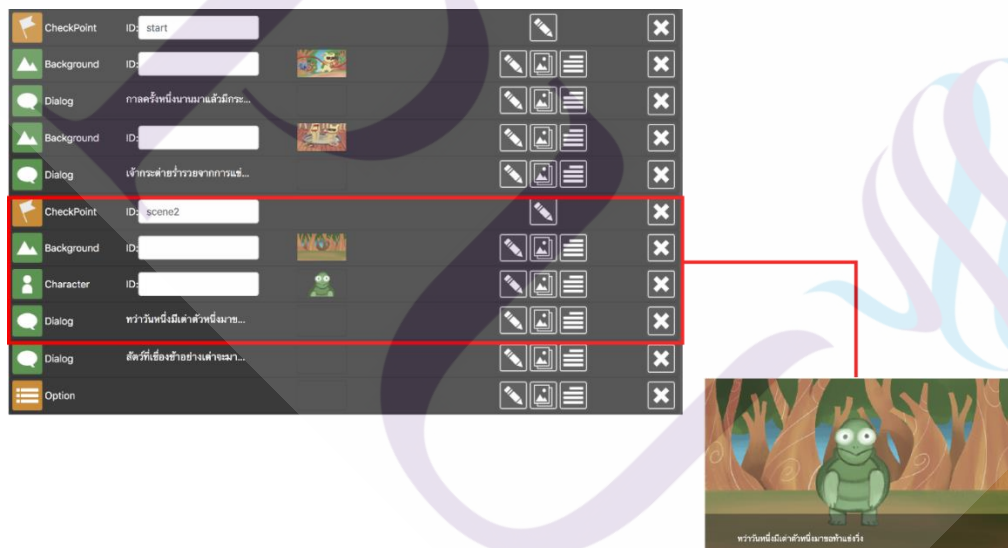 CheckPoint ID: start
Background ID:
Dialog กาลครั้งหนึ่งนานมาแล้วมีกระ...
Background ID:
Dialog เจ้ากระต่ายร่ำรวยจากการแข่...
CheckPoint ID: scene2
Background ID:
Character ID:
Dialog ทว่าวันหนึ่งมีเต่าตัวหนึ่งมาข...
Dialog สัตว์ที่เชื่องช้าอย่างเต่าจะมา...
Option
ทว่าวันหนึ่งมีเต่าตัวหนึ่งมาขอท้าแข่งวิ่ง